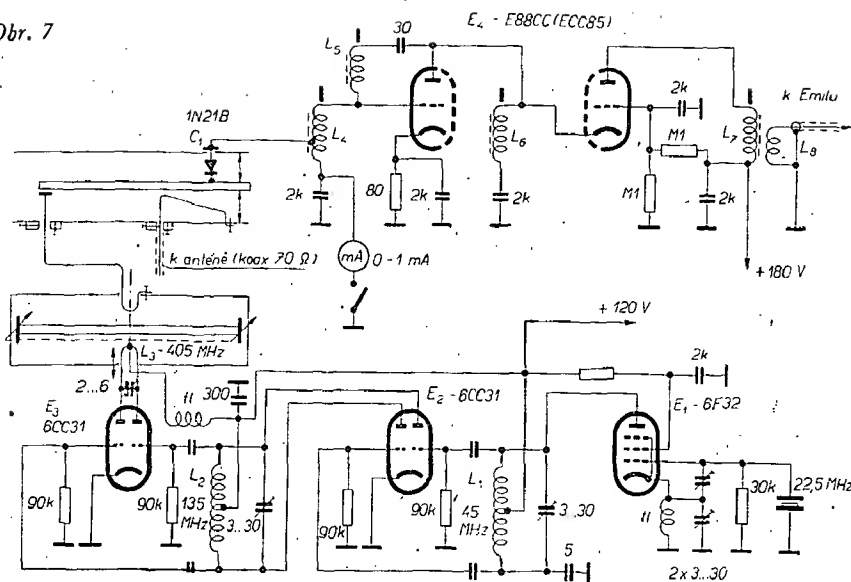 Obr. 7
E₄ - E88CC (ECC85)
30
L₅
1N21B
C₁
L₄
2k
80
2k
mA
0-1 mA
L₆
2k
2k
M1
M1
2k
L₇
L₈
k Emilu
+180 V
k anténě (koax 70 Ω)
L₃ - 405 MHz
2...6
E₃
6CC31
tl
300
+120 V
2k
E₂ - 6CC31
E₁ - 6F32
90k
90k
L₂
135
MHz
3..30
90k
90k
L₁
45
MHz
3..30
5
tl
30k
22,5 MHz
2x3...30